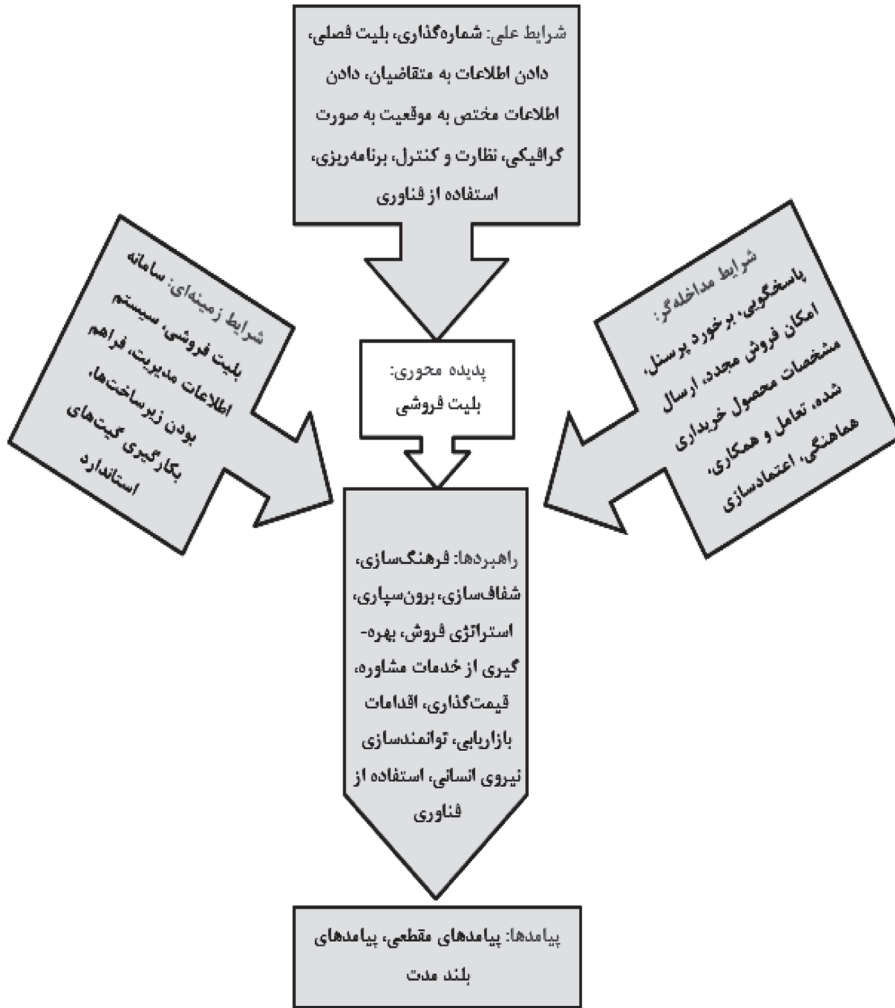 شرایط علی: شماره‌گذاری، بلیت فصلی،
دادن اطلاعات به متقاضیان، دادن
اطلاعات مختص به موقعیت به صورت
گرافیکی، نظارت و کنترل، برنامه‌ریزی،
استفاده از فناوری
شرایط مداخله‌گر:
پاسخگویی، برخورد پرسنل،
امکان فروش مجدد، ارسال
مشخصات محصول خریداری
شده، تعامل و همکاری،
هماهنگی، اعتمادسازی
پدیده محوری:
بلیت فروشی
شرایط زمینه‌ای: سامانه
بلیت فروشی، سیستم
اطلاعات مدیریت، فراهم
بودن زیرساخت‌ها،
بکارگیری گیت‌های
استاندارد
راهبردها: فرهنگ‌سازی،
شفاف‌سازی، برون‌سپاری،
استراتژی فروش، بهره-
گیری از خدمات مشاوره،
قیمت‌گذاری، اقدامات
بازاریابی، توانمندسازی
نیروی انسانی، استفاده از
فناوری
پیامدها: پیامدهای مقطعی، پیامدهای
بلند مدت